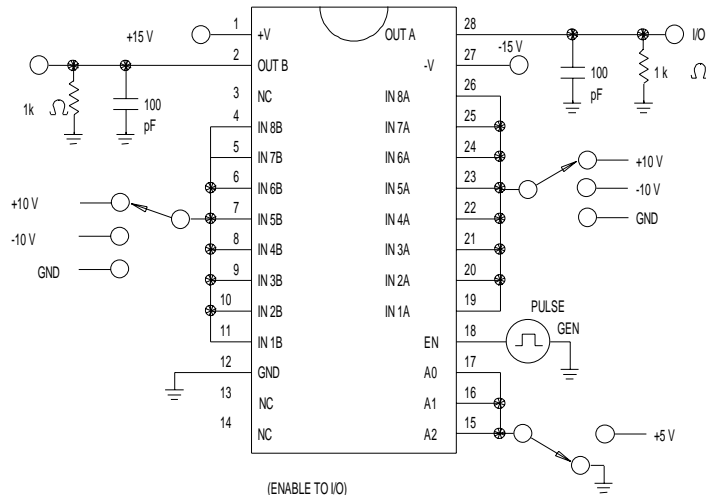 +15 V
1 +V
2 OUT B
3 NC
4 IN 8B
5 IN 7B
6 IN 6B
7 IN 5B
8 IN 4B
9 IN 3B
10 IN 2B
11 IN 1B
12 GND
13 NC
14 NC
1k Ω
100 pF
+10 V
-10 V
GND
OUT A 28
-V 27
IN 8A 26
IN 7A 25
IN 6A 24
IN 5A 23
IN 4A 22
IN 3A 21
IN 2A 20
IN 1A 19
EN 18
A0 17
A1 16
A2 15
I/O
-15 V
100 pF
1 k Ω
+10 V
-10 V
GND
PULSE
GEN
+5 V
(ENABLE TO I/O)